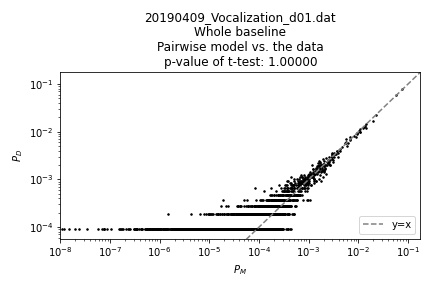 20190409_Vocalization_d01.dat
Whole baseline
Pairwise model vs. the data
p-value of t-test: 1.00000
10⁻¹
10⁻²
10⁻³
10⁻⁴
P_D
y=x
10⁻⁸ 10⁻⁷ 10⁻⁶ 10⁻⁵ 10⁻⁴ 10⁻³ 10⁻² 10⁻¹
P_M